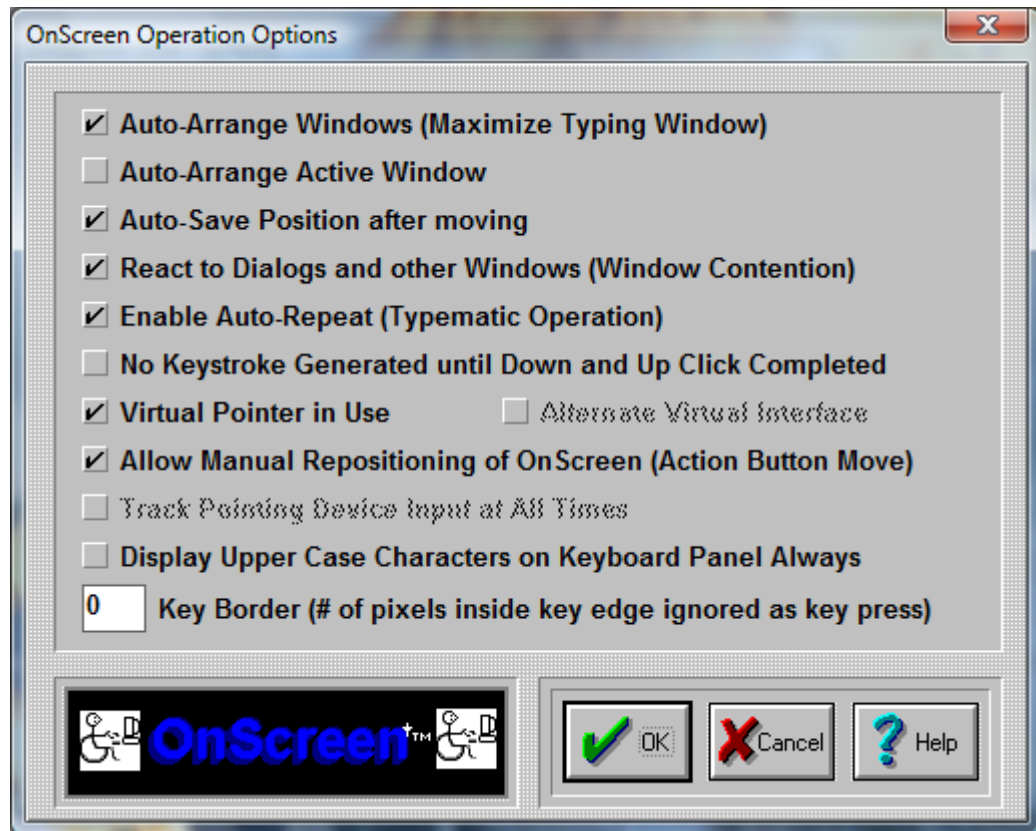 OnScreen Operation Options
X
Auto-Arrange Windows (Maximize Typing Window)
Auto-Arrange Active Window
Auto-Save Position after moving
React to Dialogs and other Windows (Window Contention)
Enable Auto-Repeat (Typematic Operation)
No Keystroke Generated until Down and Up Click Completed
Virtual Pointer in Use Alternate Virtual Interface
Allow Manual Repositioning of OnScreen (Action Button Move)
Track Pointing Device Input at All Times
Display Upper Case Characters on Keyboard Panel Always
0 Key Border (# of pixels inside key edge ignored as key press)
OnScreen+™ OK Cancel ? Help